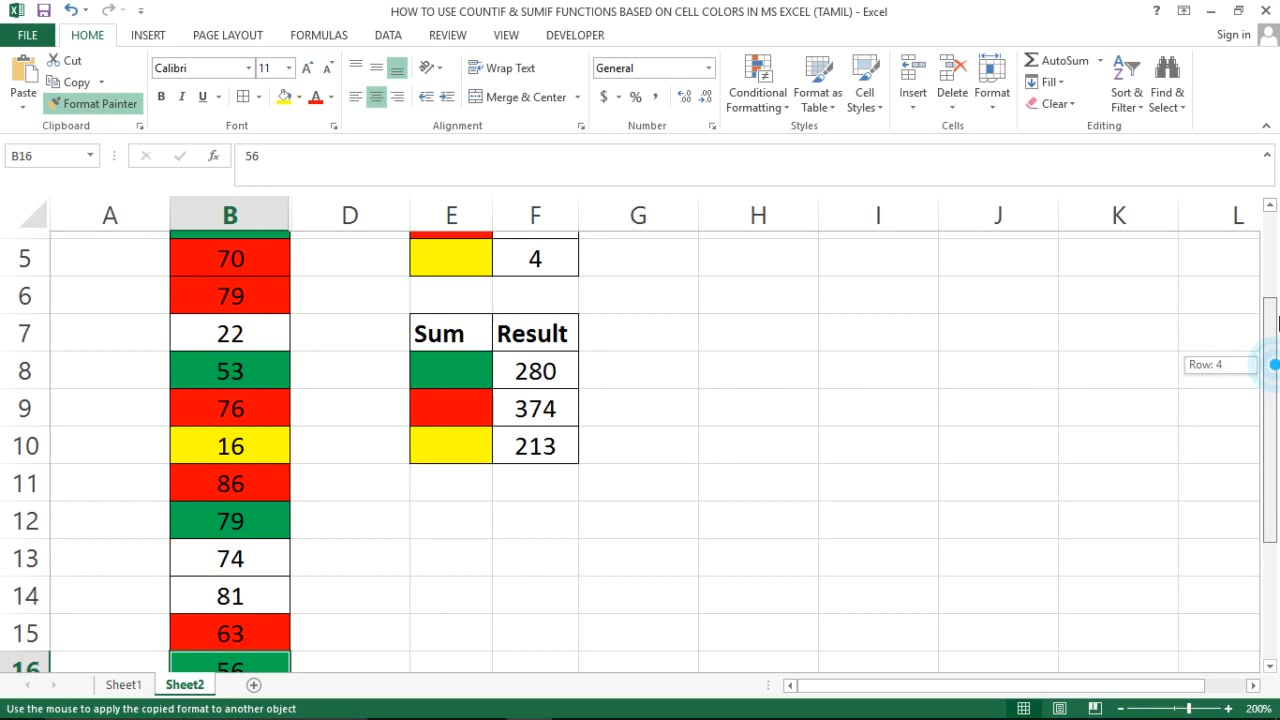 HOW TO USE COUNTIF & SUMIF FUNCTIONS BASED ON CELL COLORS IN MS EXCEL (TAMIL) - Excel
?
FILE HOME INSERT PAGE LAYOUT FORMULAS DATA REVIEW VIEW DEVELOPER Sign in
Paste
Cut
Copy
Format Painter
Clipboard
Calibri 11 A A
B I U A
Font
Wrap Text
Merge & Center
Alignment
General
$ % ,
Number
Conditional Formatting
Format as Table
Cell Styles
Styles
Insert Delete Format
Cells
AutoSum
Fill
Clear
Sort & Filter
Find & Select
Editing
B16 fx 56
A B D E F G H I J K L
5 70 4
6 79
7 22 Sum Result
8 53 280
Row: 4
9 76 374
10 16 213
11 86
12 79
13 74
14 81
15 63
16 56
Sheet1 Sheet2
Use the mouse to apply the copied format to another object 200%